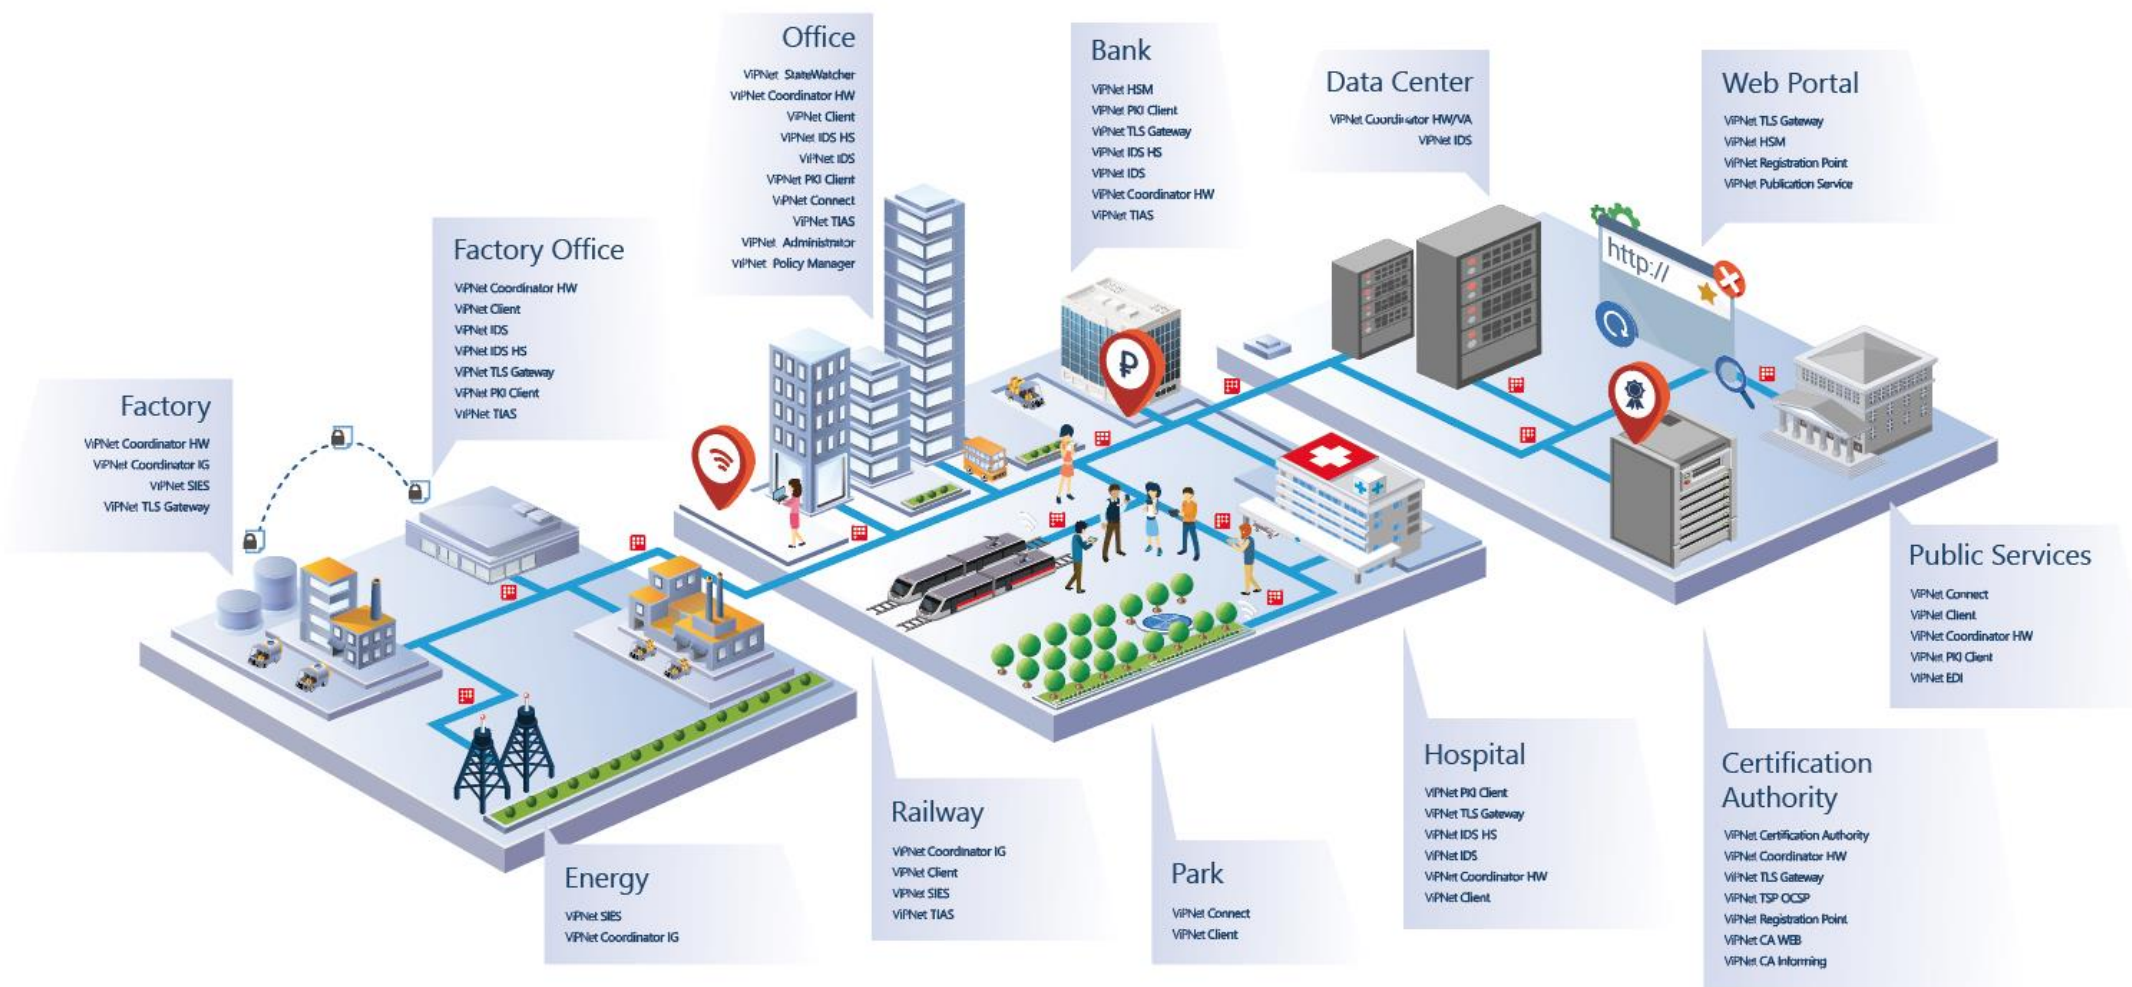 Office
ViPNet StateWatcher
ViPNet Coordinator HW
ViPNet Client
ViPNet IDS HS
ViPNet IDS
ViPNet PKI Client
ViPNet Connect
ViPNet TIAS
ViPNet Administrator
ViPNet Policy Manager
Bank
ViPNet HSM
ViPNet PKI Client
ViPNet TLS Gateway
ViPNet IDS HS
ViPNet IDS
ViPNet Coordinator HW
ViPNet TIAS
Data Center
ViPNet Coordinator HW/VA
ViPNet IDS
Web Portal
ViPNet TLS Gateway
ViPNet HSM
ViPNet Registration Point
ViPNet Publication Service
Factory Office
ViPNet Coordinator HW
ViPNet Client
ViPNet IDS
ViPNet IDS HS
ViPNet TLS Gateway
ViPNet PKI Client
ViPNet TIAS
Factory
ViPNet Coordinator HW
ViPNet Coordinator IG
ViPNet SIES
ViPNet TLS Gateway
http://
₽
Public Services
ViPNet Connect
ViPNet Client
ViPNet Coordinator HW
ViPNet PKI Client
ViPNet EDI
Energy
ViPNet SIES
ViPNet Coordinator IG
Railway
ViPNet Coordinator IG
ViPNet Client
ViPNet SIES
ViPNet TIAS
Park
ViPNet Connect
ViPNet Client
Hospital
ViPNet PKI Client
ViPNet TLS Gateway
ViPNet IDS HS
ViPNet IDS
ViPNet Coordinator HW
ViPNet Client
Certification
Authority
ViPNet Certification Authority
ViPNet Coordinator HW
ViPNet TLS Gateway
ViPNet TSP OCSP
ViPNet Registration Point
ViPNet CA WEB
ViPNet CA Informing